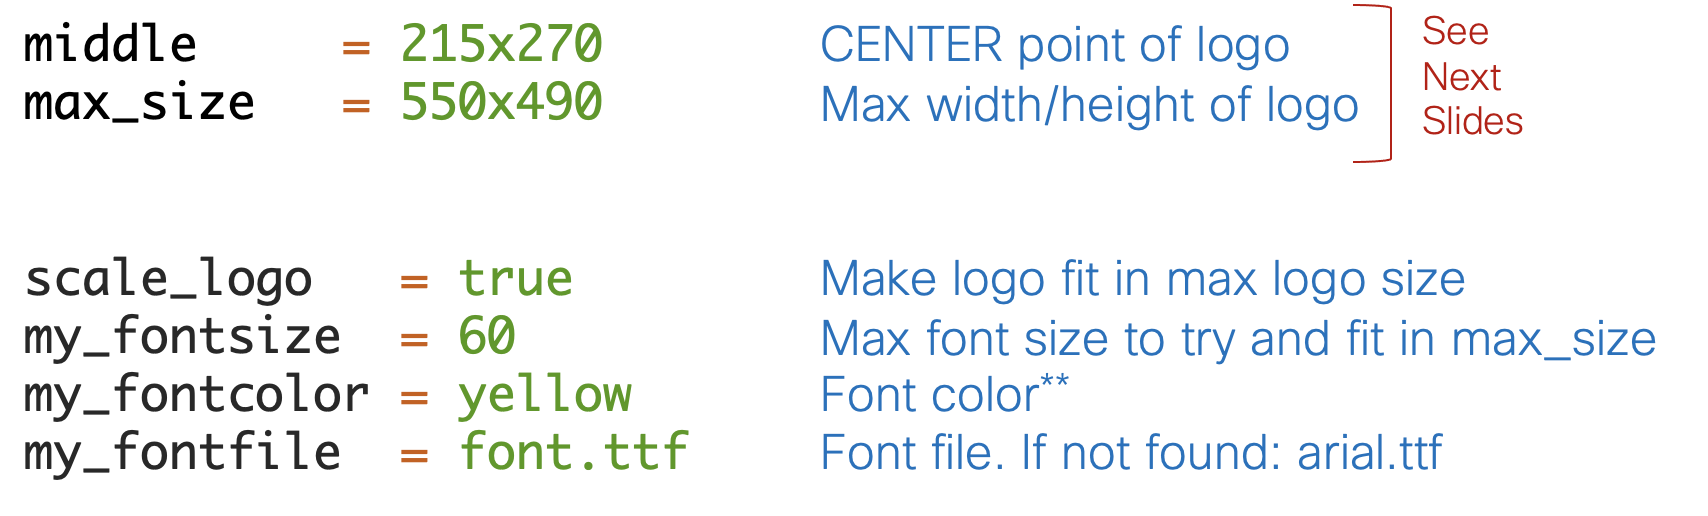 middle = 215x270 CENTER point of logo
max_size = 550x490 Max width/height of logo
See
Next
Slides
scale_logo = true Make logo fit in max logo size
my_fontsize = 60 Max font size to try and fit in max_size
my_fontcolor = yellow Font color**
my_fontfile = font.ttf Font file. If not found: arial.ttf